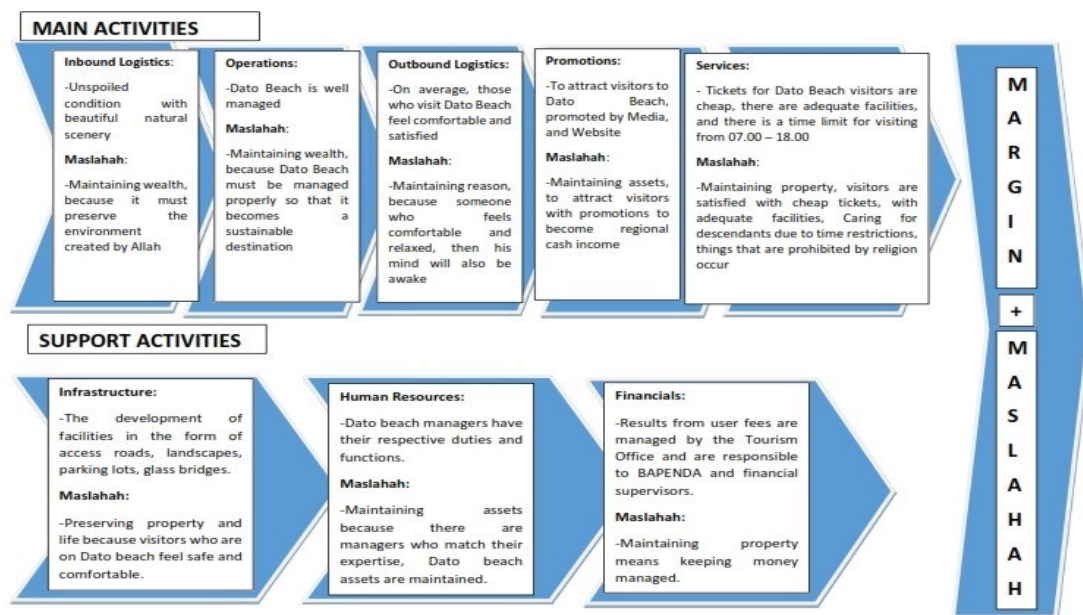 MAIN ACTIVITIES
Inbound Logistics:
-Unspoiled
condition with
beautiful natural
scenery
Maslahah:
-Maintaining wealth,
because it must
preserve the
environment
created by Allah
Operations:
-Dato Beach is well
managed
Maslahah:
-Maintaining wealth,
because Dato Beach
must be managed
properly so that it
becomes a
sustainable
destination
Outbound Logistics:
-On average, those
who visit Dato Beach
feel comfortable and
satisfied
Maslahah:
-Maintaining reason,
because someone
who feels
comfortable and
relaxed, then his
mind will also be
awake
Promotions:
-To attract visitors to
Dato Beach,
promoted by Media,
and Website
Maslahah:
-Maintaining assets,
to attract visitors
with promotions to
become regional
cash income
Services:
- Tickets for Dato Beach visitors are
cheap, there are adequate facilities,
and there is a time limit for visiting
from 07.00 – 18.00
Maslahah:
-Maintaining property, visitors are
satisfied with cheap tickets, with
adequate facilities, Caring for
descendants due to time restrictions,
things that are prohibited by religion
occur
SUPPORT ACTIVITIES
Infrastructure:
-The development of
facilities in the form of
access roads, landscapes,
parking lots, glass bridges.
Maslahah:
-Preserving property and
life because visitors who are
on Dato beach feel safe and
comfortable.
Human Resources:
-Dato beach managers have
their respective duties and
functions.
Maslahah:
-Maintaining assets
because there are
managers who match their
expertise, Dato beach
assets are maintained.
Financials:
-Results from user fees are
managed by the Tourism
Office and are responsible
to BAPENDA and financial
supervisors.
Maslahah:
-Maintaining property
means keeping money
managed.
M
A
R
G
I
N
+
M
A
S
L
A
H
A
H